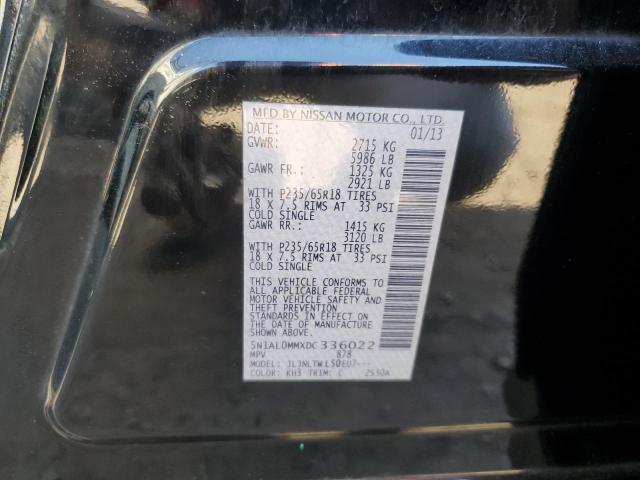 MFD BY NISSAN MOTOR CO., LTD.
DATE: 01/13
GVWR: 2715 KG
5986 LB
GAWR FR.: 1325 KG
2921 LB
WITH P235/65R18 TIRES
18 X 7.5 RIMS AT 33 PSI
COLD SINGLE
GAWR RR.: 1415 KG
3120 LB
WITH P235/65R18 TIRES
18 X 7.5 RIMS AT 33 PSI
COLD SINGLE
THIS VEHICLE CONFORMS TO
ALL APPLICABLE FEDERAL
MOTOR VEHICLE SAFETY AND
THEFT PREVENTION
STANDARDS IN EFFECT ON
THE DATE OF MANUFACTURE
SHOWN ABOVE.
5N1AL0MMXDC 336022
MPV 878
MODEL: JLJNLTWL50EU7---
COLOR: KH3 TRIM: C 2530A